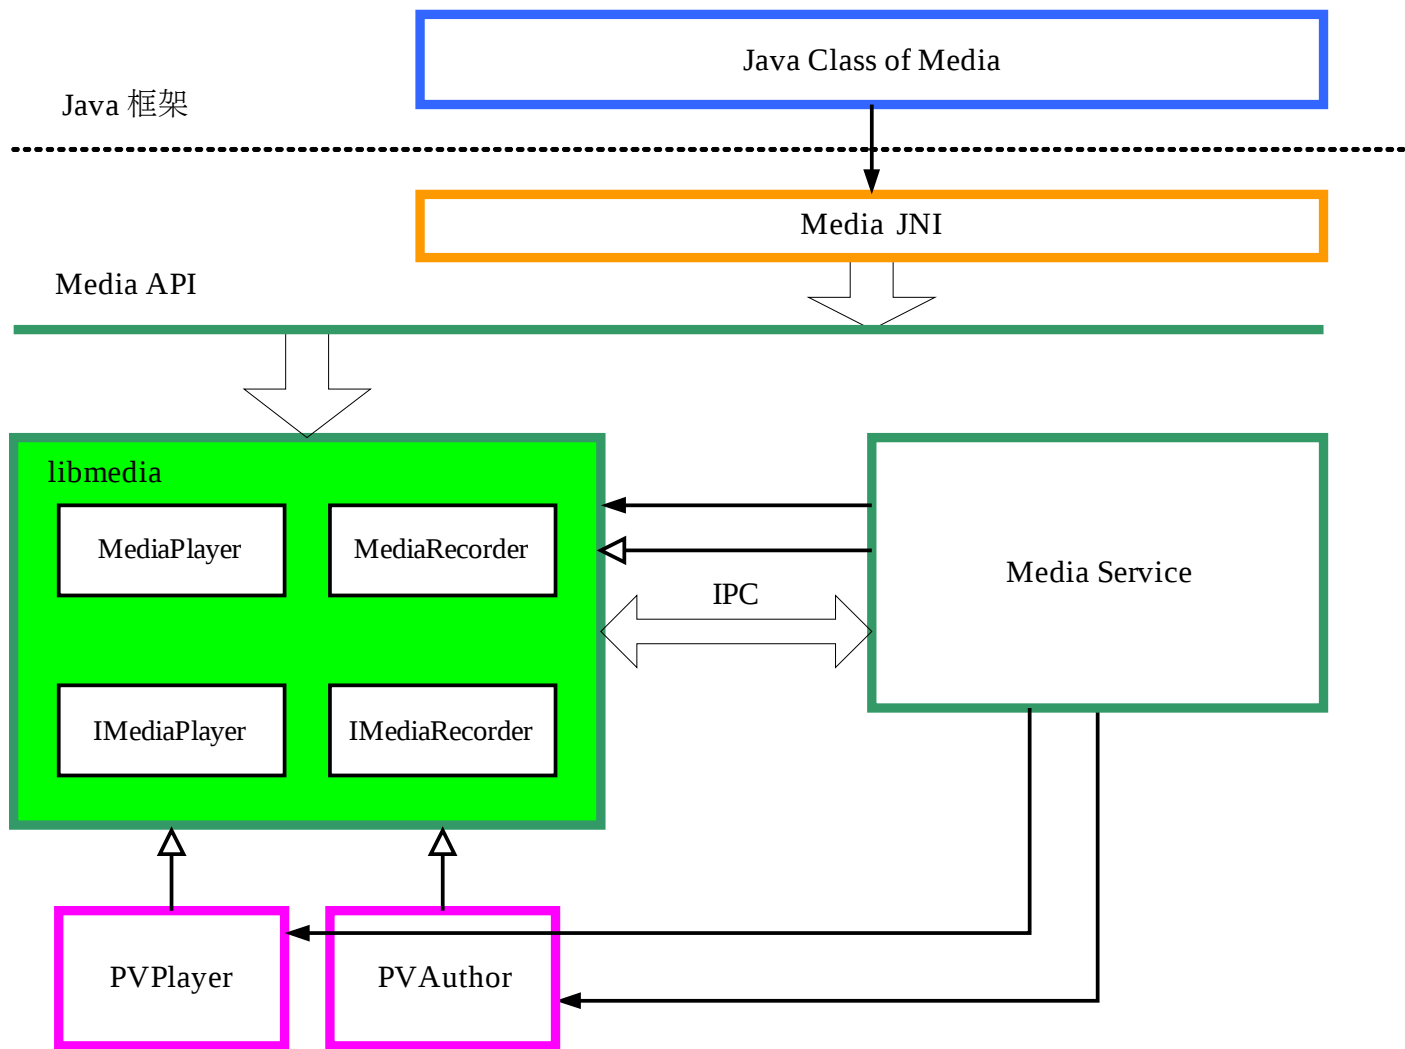 Java Class of Media
Java 框架
Media JNI
Media API
libmedia
MediaPlayer
MediaRecorder
IPC
Media Service
IMediaPlayer
IMediaRecorder
PVPlayer
PVAuthor